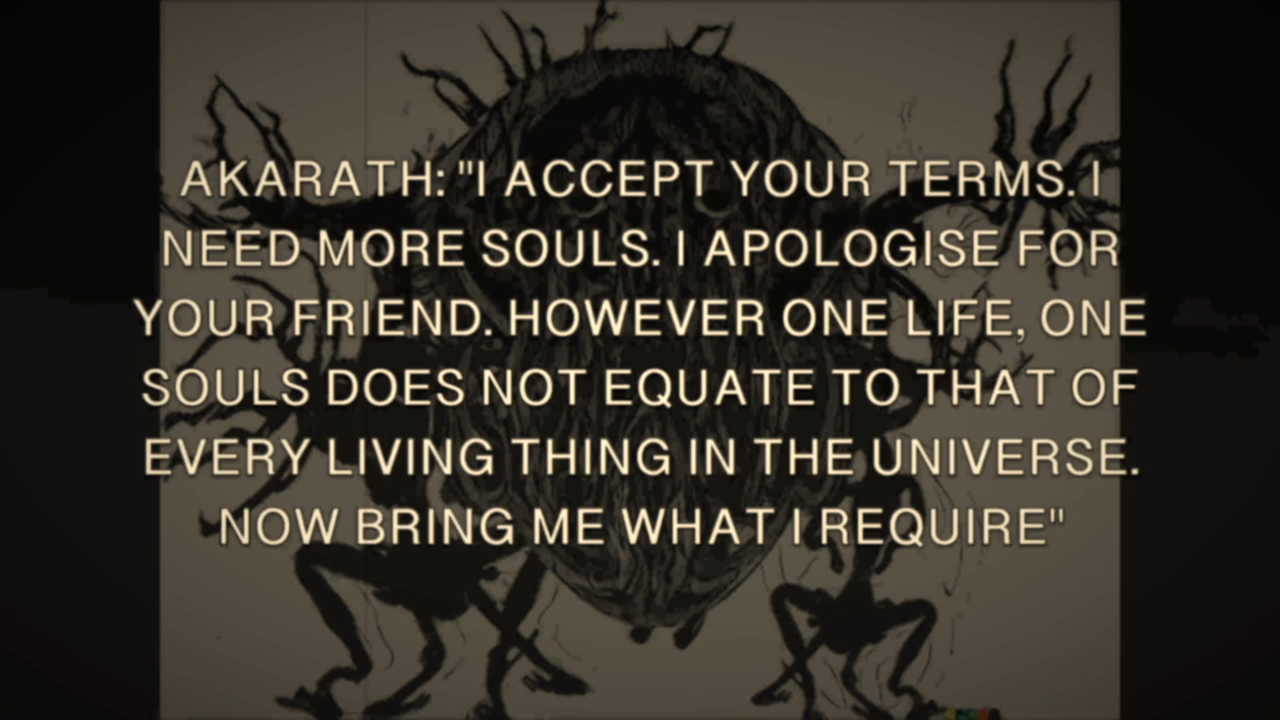 AKARATH: "I ACCEPT YOUR TERMS. I
NEED MORE SOULS. I APOLOGISE FOR
YOUR FRIEND. HOWEVER ONE LIFE, ONE
SOULS DOES NOT EQUATE TO THAT OF
EVERY LIVING THING IN THE UNIVERSE.
NOW BRING ME WHAT I REQUIRE"